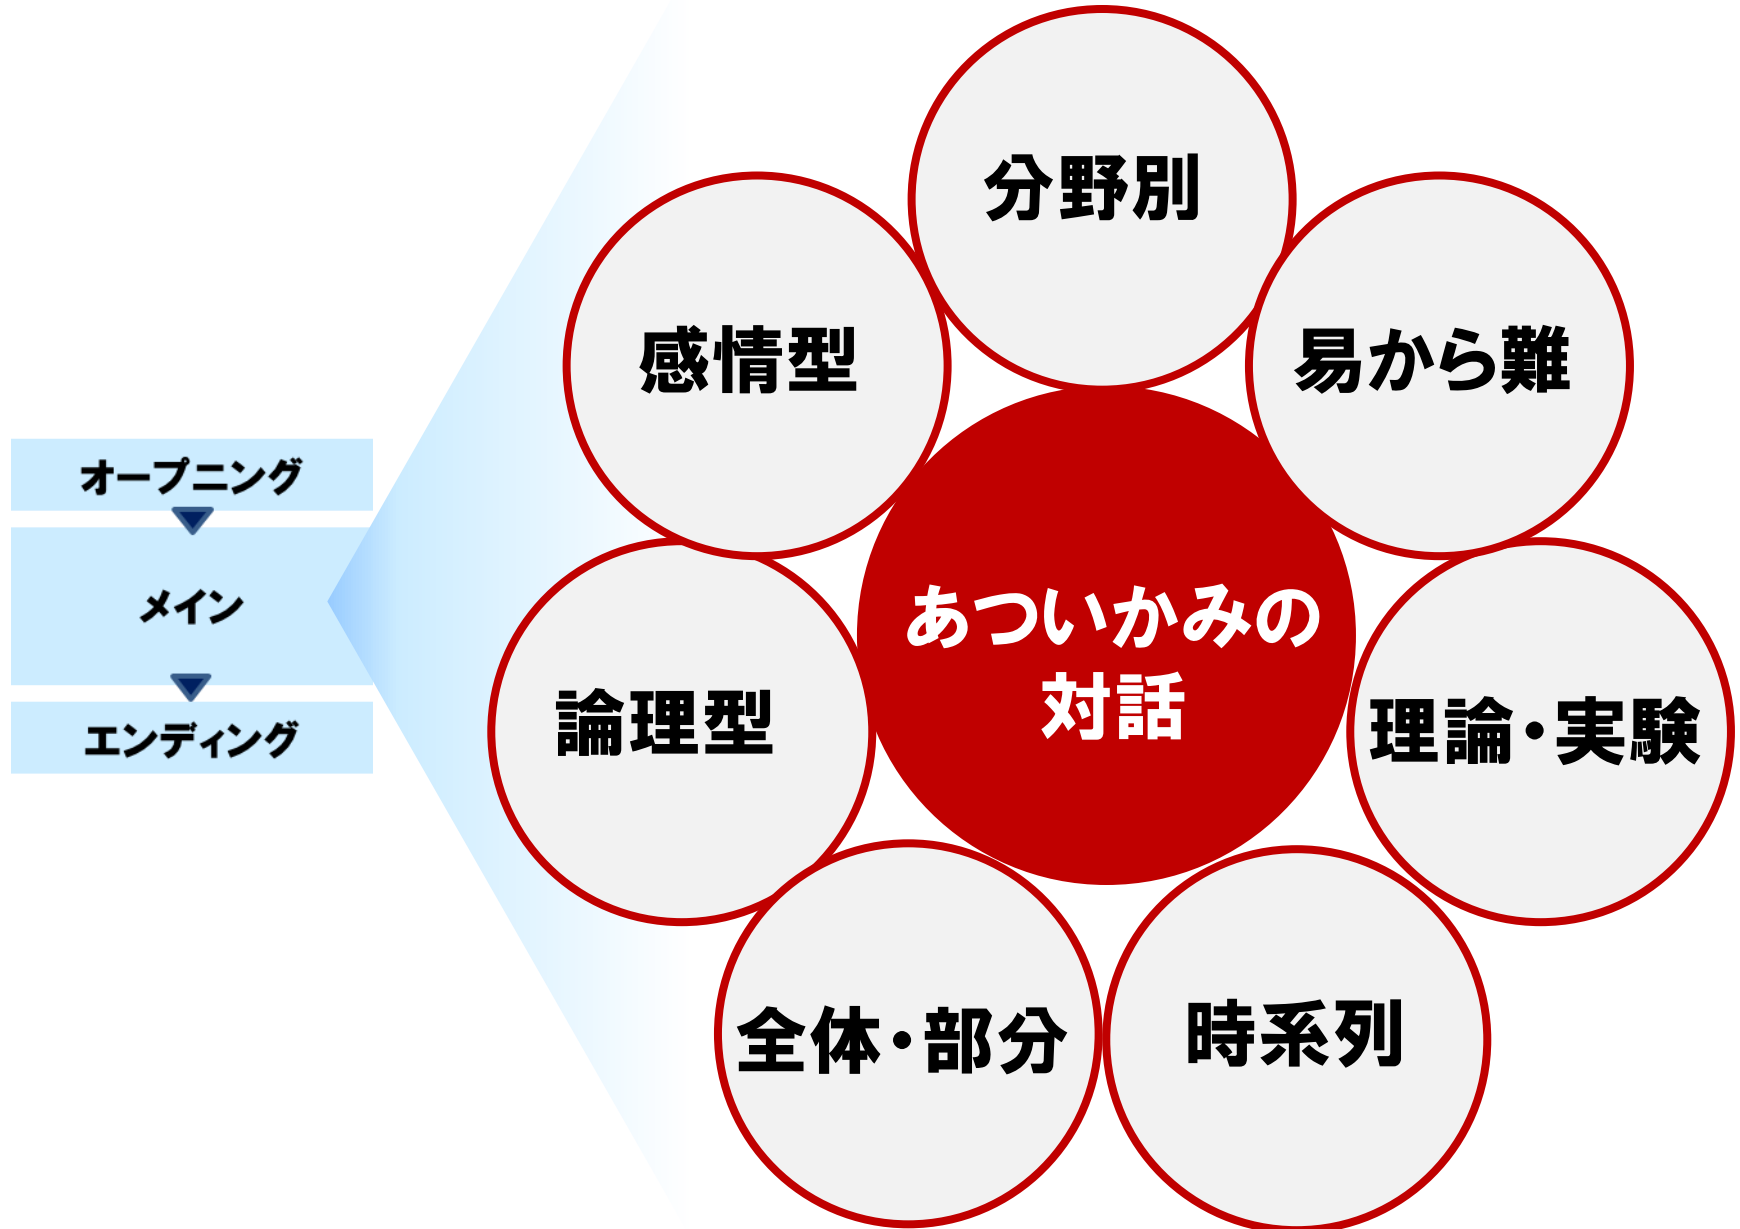 オープニング
メイン
エンディング
分野別
易から難
理論・実験
時系列
全体・部分
論理型
感情型
あついかみの
対話